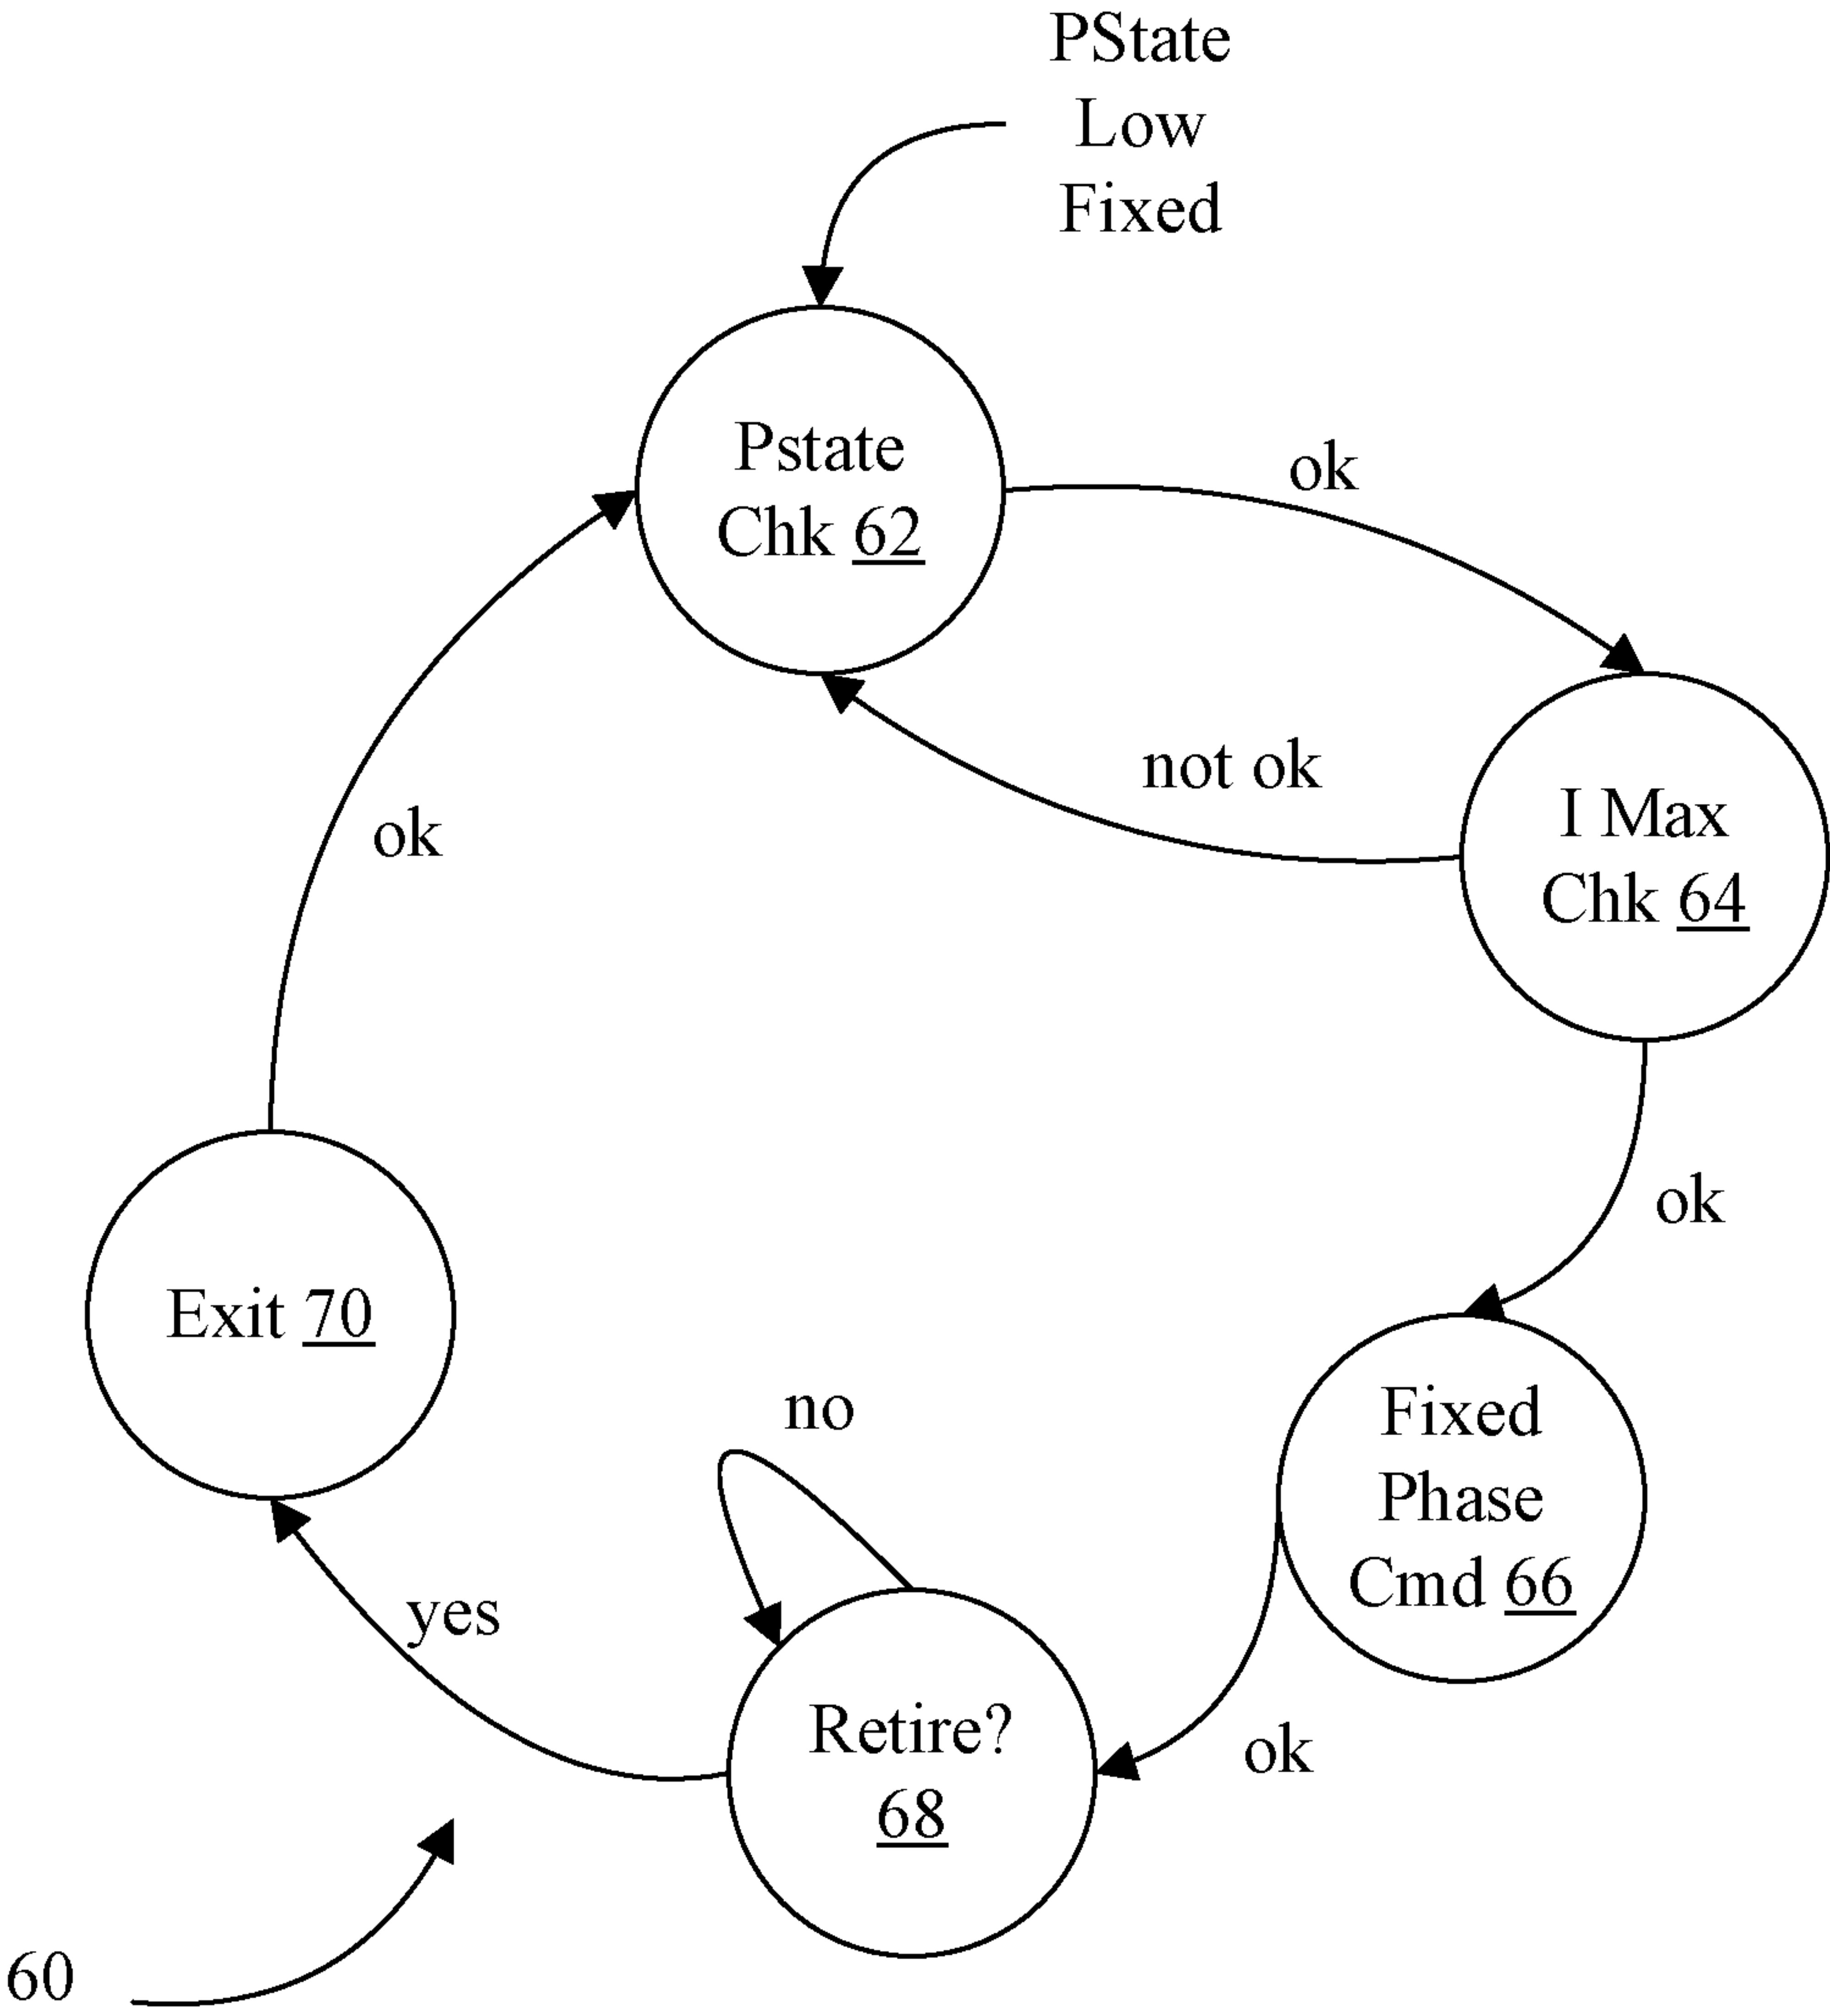 PState
Low
Fixed
Pstate
Chk 62
ok
not ok
I Max
Chk 64
ok
ok
Exit 70
no
Fixed
Phase
Cmd 66
yes
Retire?
68
ok
60